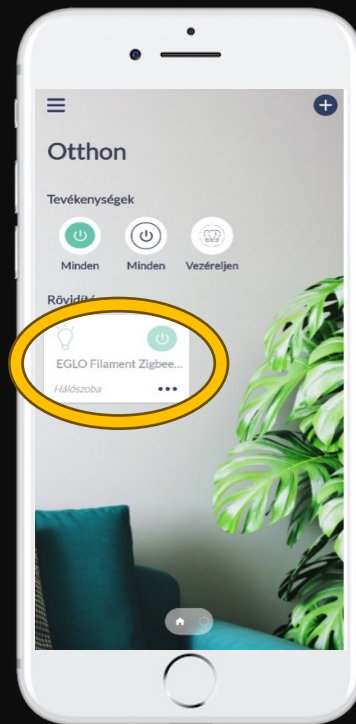 Otthon
Tevékenységek
Minden Minden Vezéreljen
EGLO Filament Zigbee...
Hálószoba